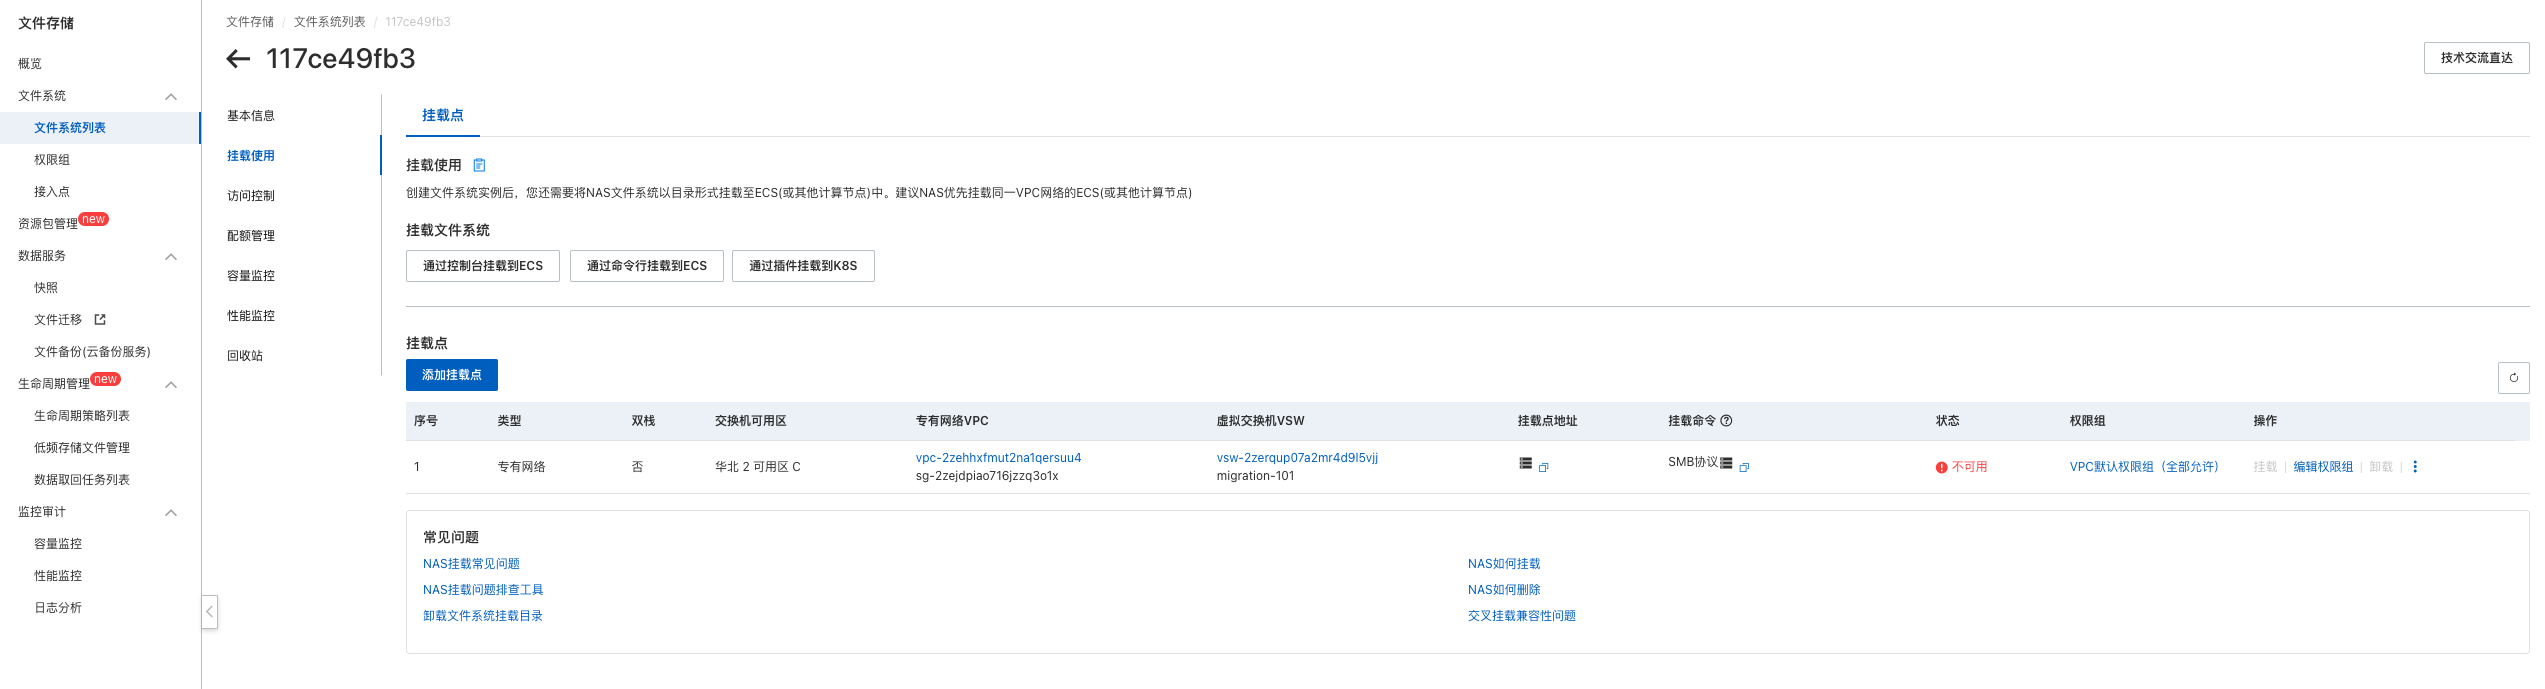 文件存储
概览
文件系统
文件系统列表
权限组
接入点
资源包管理 new
数据服务
快照
文件迁移
文件备份(云备份服务)
生命周期管理 new
生命周期策略列表
低频存储文件管理
数据取回任务列表
监控审计
容量监控
性能监控
日志分析
文件存储 / 文件系统列表 / 117ce49fb3
117ce49fb3
技术交流直达
基本信息
挂载使用
访问控制
配额管理
容量监控
性能监控
回收站
挂载点
挂载使用
创建文件系统实例后，您还需要将NAS文件系统以目录形式挂载至ECS(或其他计算节点)中。建议NAS优先挂载同一VPC网络的ECS(或其他计算节点)
挂载文件系统
通过控制台挂载到ECS 通过命令行挂载到ECS 通过插件挂载到K8S
挂载点
添加挂载点
序号 类型 双栈 交换机可用区 专有网络VPC 虚拟交换机VSW 挂载点地址 挂载命令 状态 权限组 操作
1 专有网络 否 华北 2 可用区 C vpc-2zehhxfmut2na1qersuu4 vsw-2zerqup07a2mr4d9l5vjj SMB协议 不可用 VPC默认权限组（全部允许） 挂载 | 编辑权限组 | 卸载 |
sg-2zejdpiao716jzzq3o1x migration-101
常见问题
NAS挂载常见问题 NAS如何挂载
NAS挂载问题排查工具 NAS如何删除
卸载文件系统挂载目录 交叉挂载兼容性问题